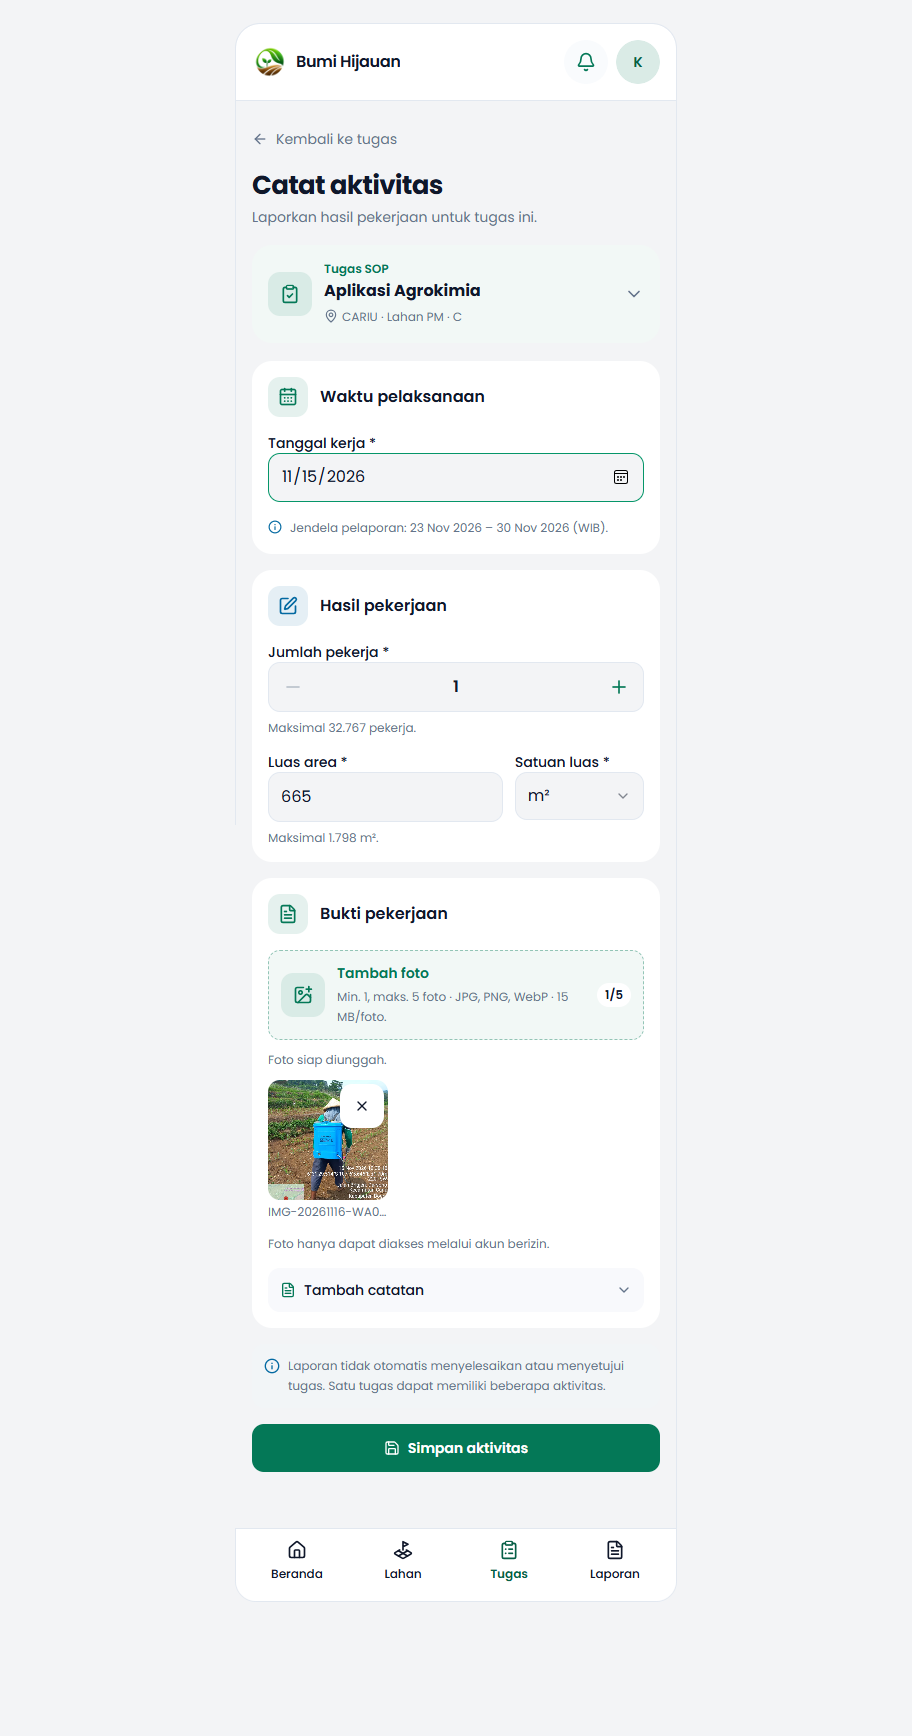 Bumi Hijauan
K
Kembali ke tugas
Catat aktivitas
Laporkan hasil pekerjaan untuk tugas ini.
Tugas SOP
Aplikasi Agrokimia
CARIU · Lahan PM · C
Waktu pelaksanaan
Tanggal kerja *
11/15/2026
Jendela pelaporan: 23 Nov 2026 – 30 Nov 2026 (WIB).
Hasil pekerjaan
Jumlah pekerja *
1
Maksimal 32.767 pekerja.
Luas area *
Satuan luas *
665
m²
Maksimal 1.798 m².
Bukti pekerjaan
Tambah foto
Min. 1, maks. 5 foto · JPG, PNG, WebP · 15
MB/foto.
1/5
Foto siap diunggah.
IMG-20261116-WA0...
Foto hanya dapat diakses melalui akun berizin.
Tambah catatan
Laporan tidak otomatis menyelesaikan atau menyetujui
tugas. Satu tugas dapat memiliki beberapa aktivitas.
Simpan aktivitas
Beranda
Lahan
Tugas
Laporan